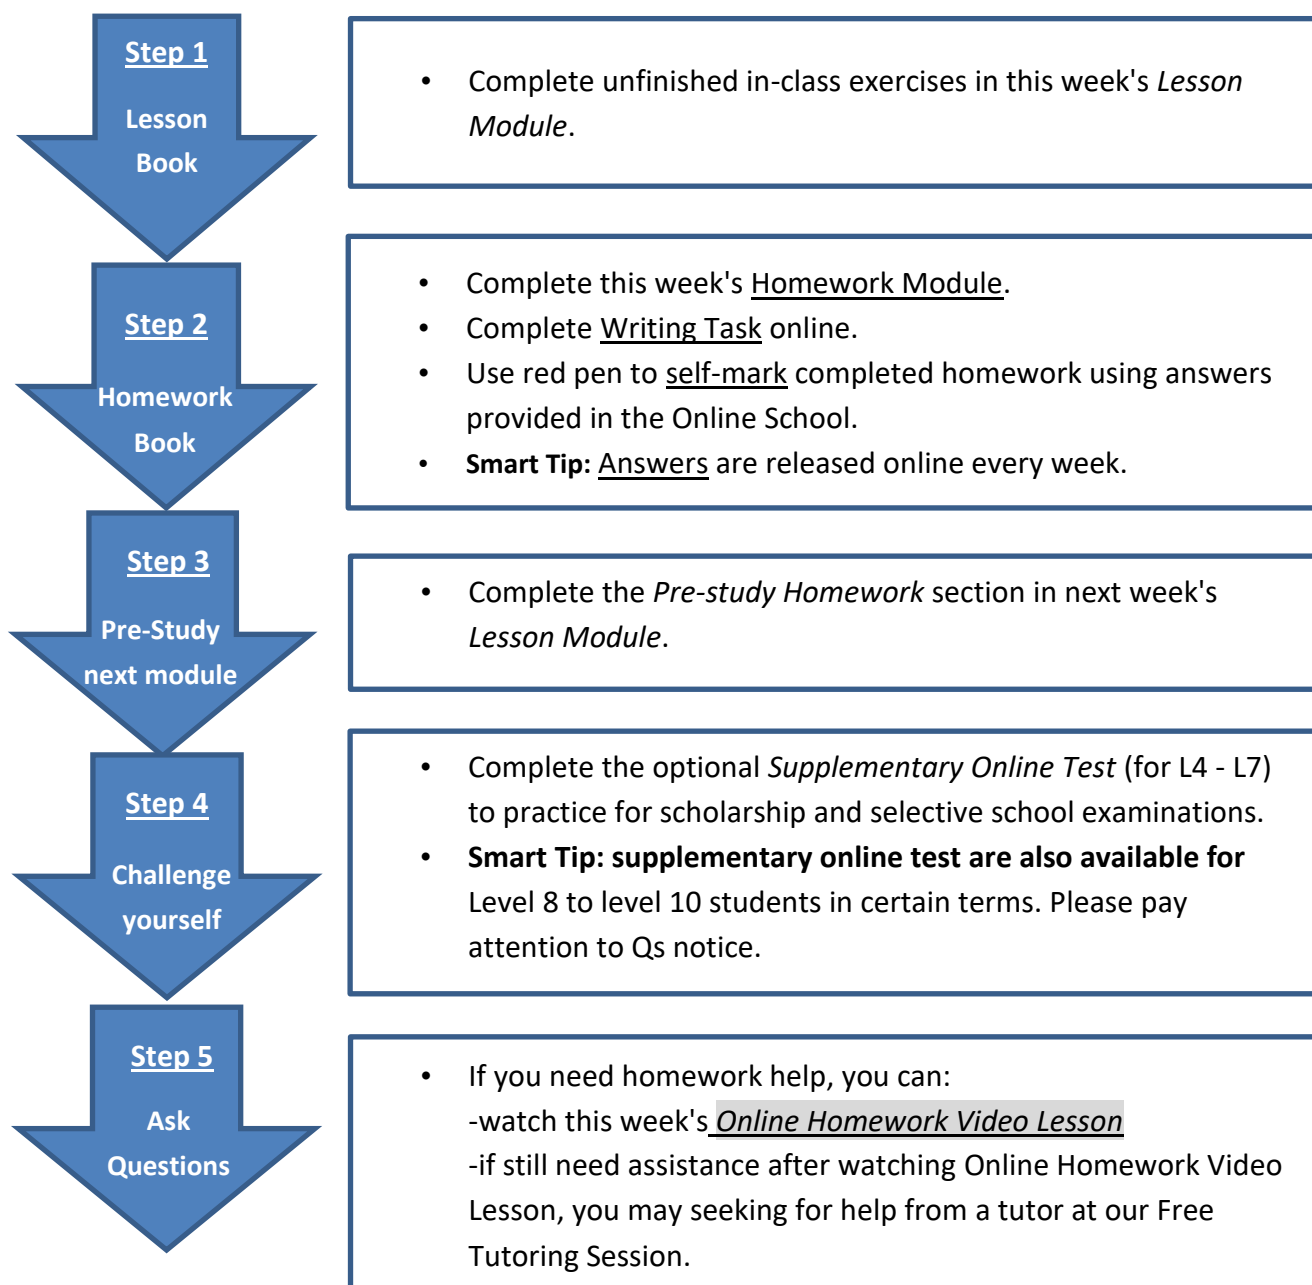 Step 1
Lesson
Book
• Complete unfinished in-class exercises in this week's Lesson
Module.
Step 2
Homework
Book
• Complete this week's Homework Module.
• Complete Writing Task online.
• Use red pen to self-mark completed homework using answers
provided in the Online School.
• Smart Tip: Answers are released online every week.
Step 3
Pre-Study
next module
• Complete the Pre-study Homework section in next week's
Lesson Module.
Step 4
Challenge
yourself
• Complete the optional Supplementary Online Test (for L4 - L7)
to practice for scholarship and selective school examinations.
• Smart Tip: supplementary online test are also available for
Level 8 to level 10 students in certain terms. Please pay
attention to Qs notice.
Step 5
Ask
Questions
• If you need homework help, you can:
-watch this week's Online Homework Video Lesson
-if still need assistance after watching Online Homework Video
Lesson, you may seeking for help from a tutor at our Free
Tutoring Session.